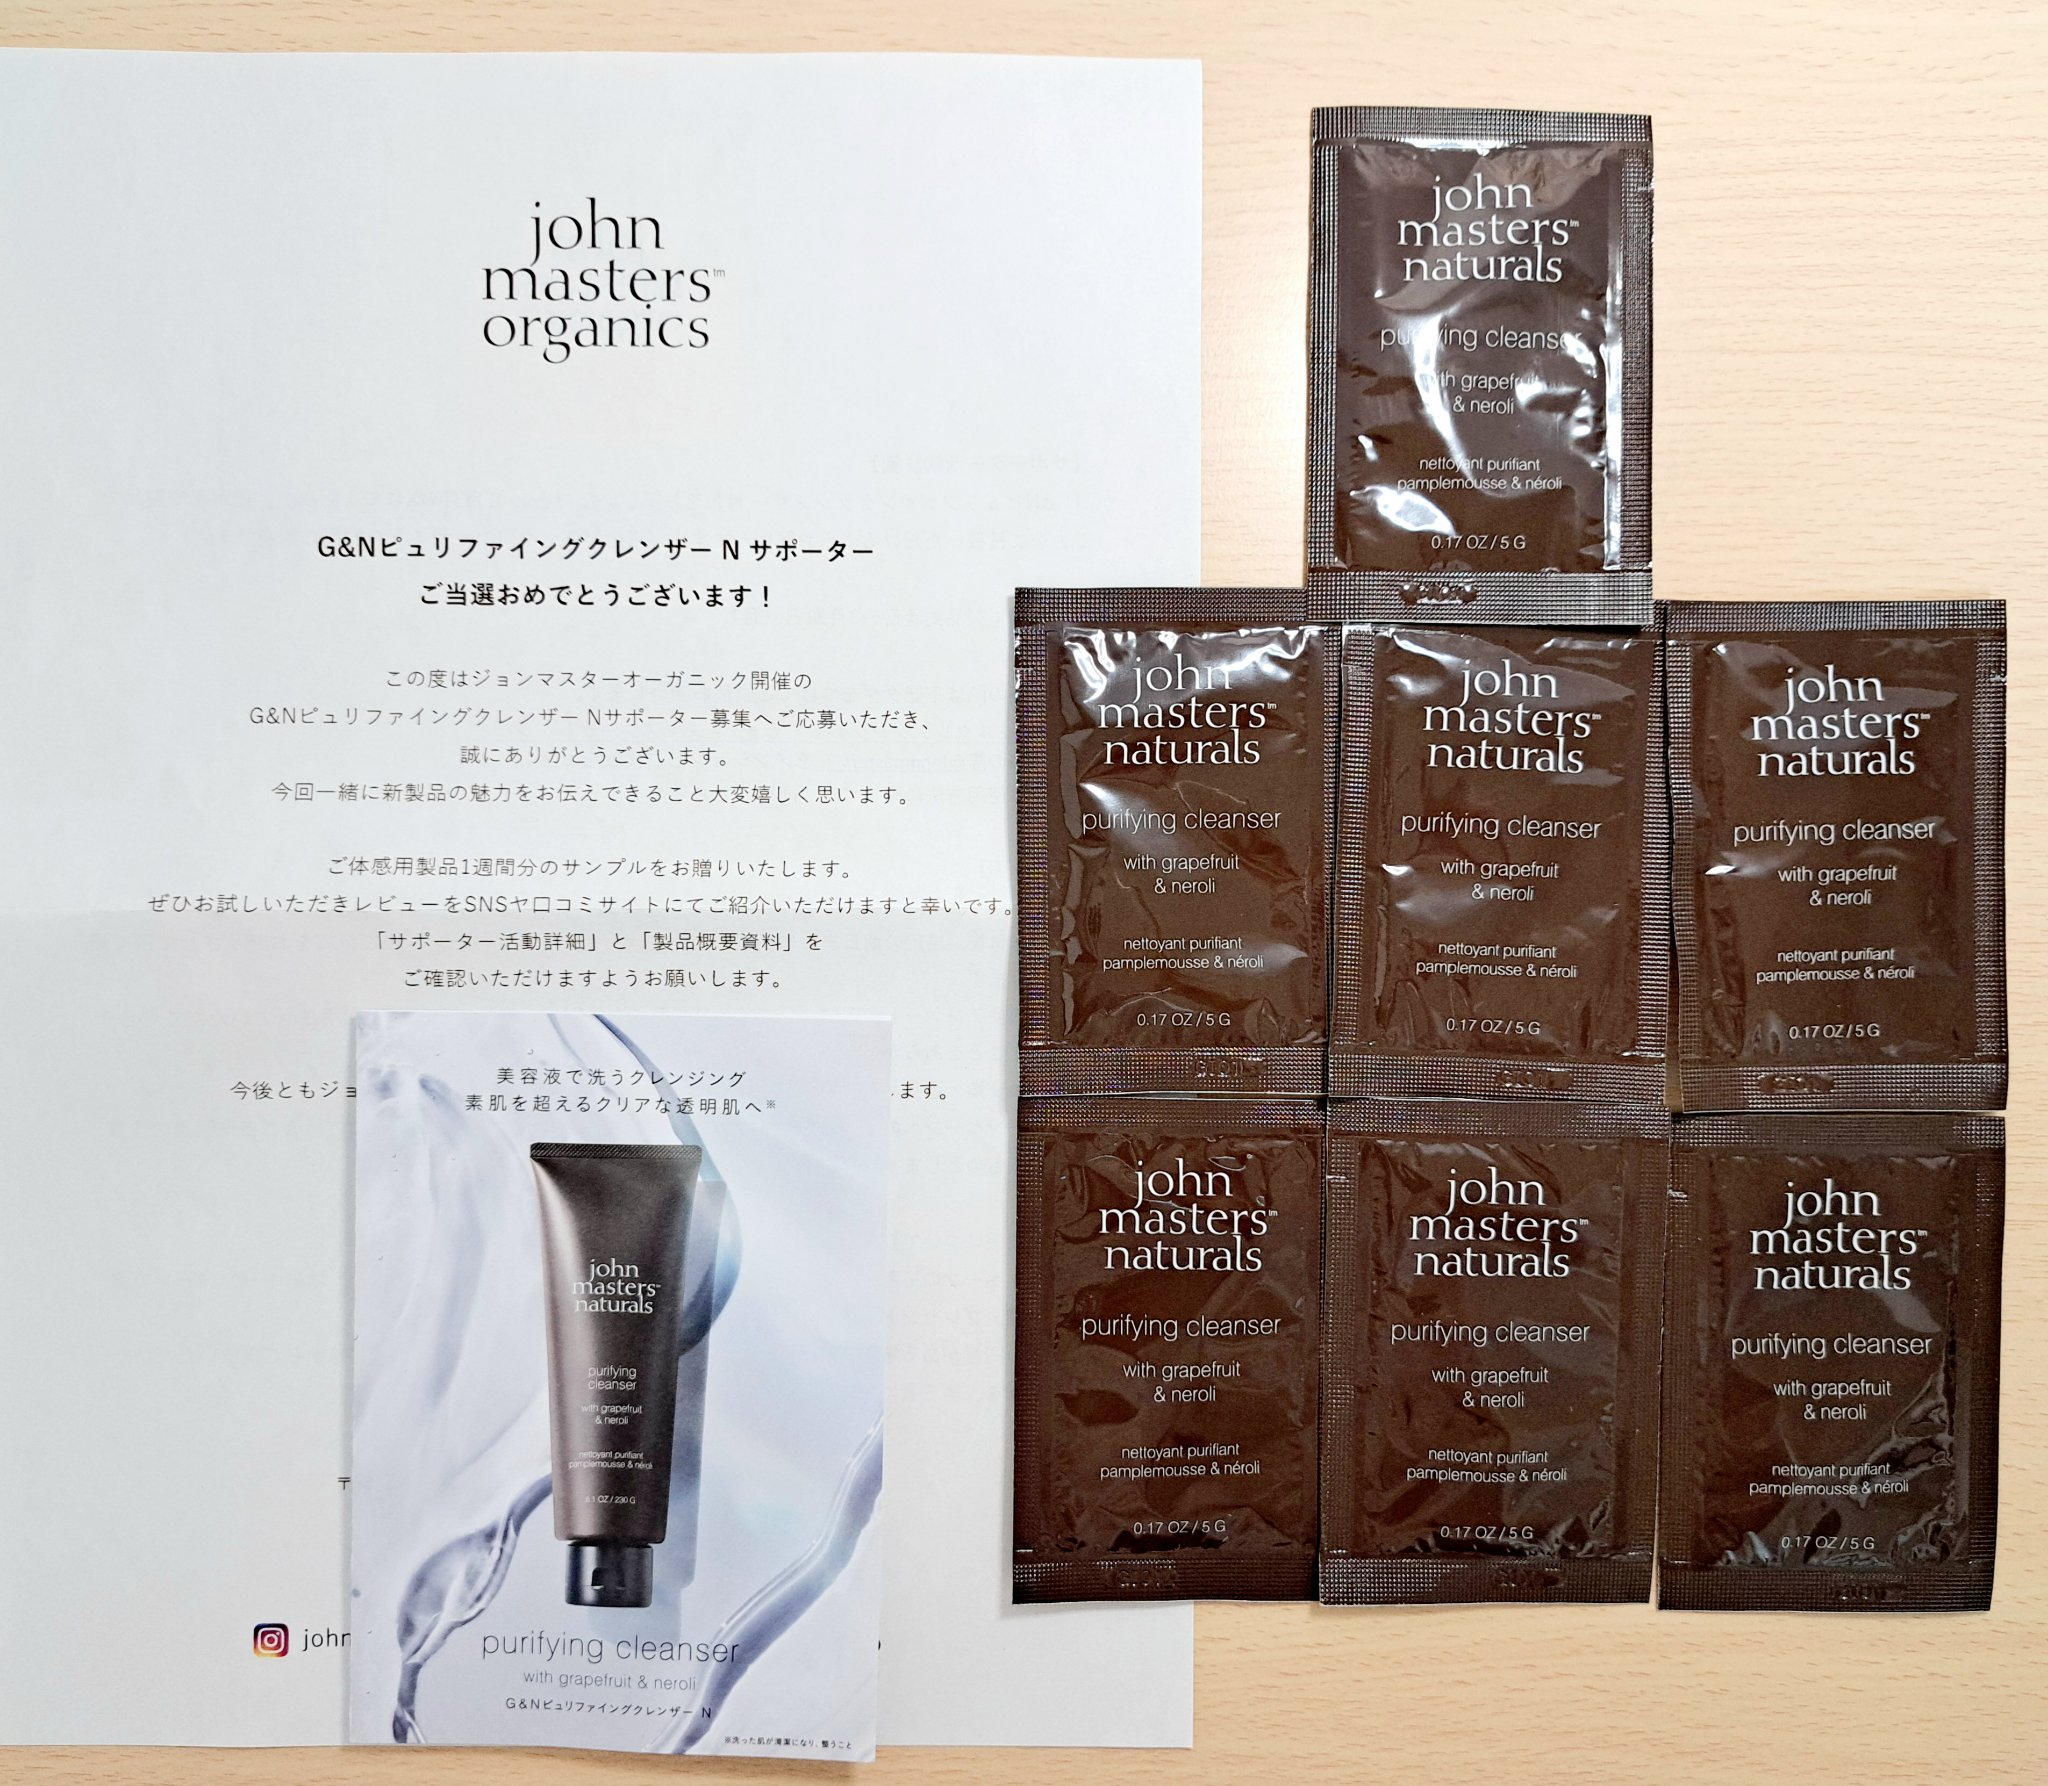 john
masters™
organics
G&NピュリファイングクレンザーN サポーター
ご当選おめでとうございます！
この度はジョンマスターオーガニック開催の
G&Nピュリファイングクレンザー Nサポーター募集へご応募いただき、
誠にありがとうございます。
今回一緒に新製品の魅力をお伝えできること大変嬉しく思います。
ご体感用製品1週間分のサンプルをお贈りいたします。
ぜひお試しいただきレビューをSNSや口コミサイトにてご紹介いただけますと幸いです。
「サポーター活動詳細」と「製品概要資料」を
ご確認いただけますようお願いします。
今後ともジョ
ます。
〒
john
美容液で洗うクレンジング
素肌を超えるクリアな透明肌へ※
john
masters™
naturals
purifying
cleanser
with grapefruit
& neroli
nettoyant purifiant
pamplemousse & néroli
8.1 OZ / 230 G
purifying cleanser
with grapefruit & neroli
G&Nピュリファイングクレンザー N
※洗った肌が清潔になり、整うこと
john
masters™
naturals
purifying cleanser
with grapefruit
& neroli
nettoyant purifiant
pamplemousse & néroli
0.17 OZ / 5 G
john
masters™
naturals
purifying cleanser
with grapefruit
& neroli
nettoyant purifiant
pamplemousse & néroli
0.17 OZ / 5 G
john
masters™
naturals
purifying cleanser
with grapefruit
& neroli
nettoyant purifiant
pamplemousse & néroli
0.17 OZ / 5 G
john
masters™
naturals
purifying cleanser
with grapefruit
& neroli
nettoyant purifiant
pamplemousse & néroli
0.17 OZ / 5 G
john
masters™
naturals
purifying cleanser
with grapefruit
& neroli
nettoyant purifiant
pamplemousse & néroli
0.17 OZ / 5 G
john
masters™
naturals
purifying cleanser
with grapefruit
& neroli
nettoyant purifiant
pamplemousse & néroli
0.17 OZ / 5 G
john
masters™
naturals
purifying cleanser
with grapefruit
& neroli
nettoyant purifiant
pamplemousse & néroli
0.17 OZ / 5 G